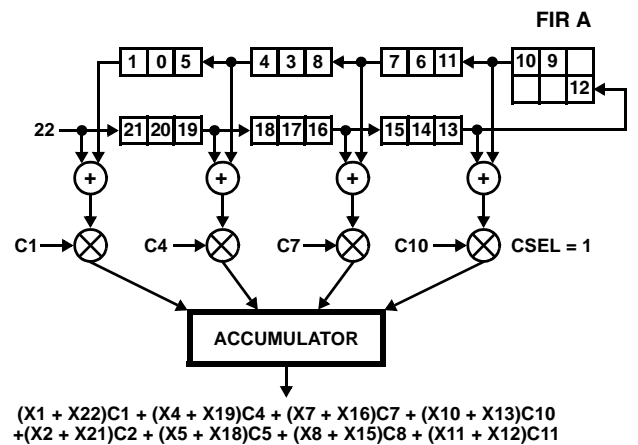 FIR A
1 0 5 4 3 8 7 6 11 10 9
12
22 21 20 19 18 17 16 15 14 13
+ + + +
C1 C4 C7 C10 CSEL = 1
ACCUMULATOR
(X1 + X22)C1 + (X4 + X19)C4 + (X7 + X16)C7 + (X10 + X13)C10
+(X2 + X21)C2 + (X5 + X18)C5 + (X8 + X15)C8 + (X11 + X12)C11